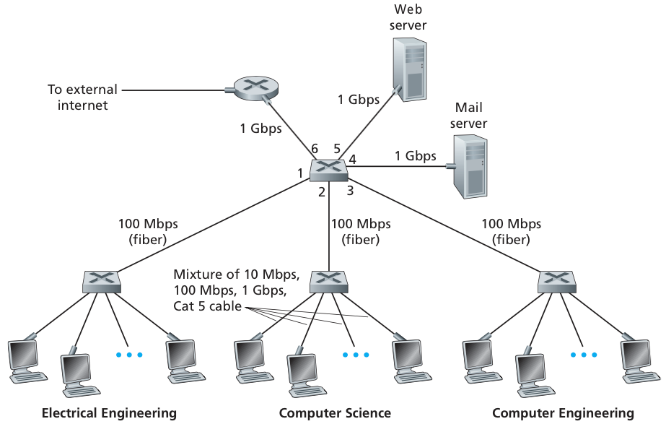 Web
server
To external
internet
1 Gbps
Mail
server
1 Gbps
6
5
4
1 Gbps
1
2
3
100 Mbps
(fiber)
100 Mbps
(fiber)
100 Mbps
(fiber)
Mixture of 10 Mbps,
100 Mbps, 1 Gbps,
Cat 5 cable
Electrical Engineering
Computer Science
Computer Engineering